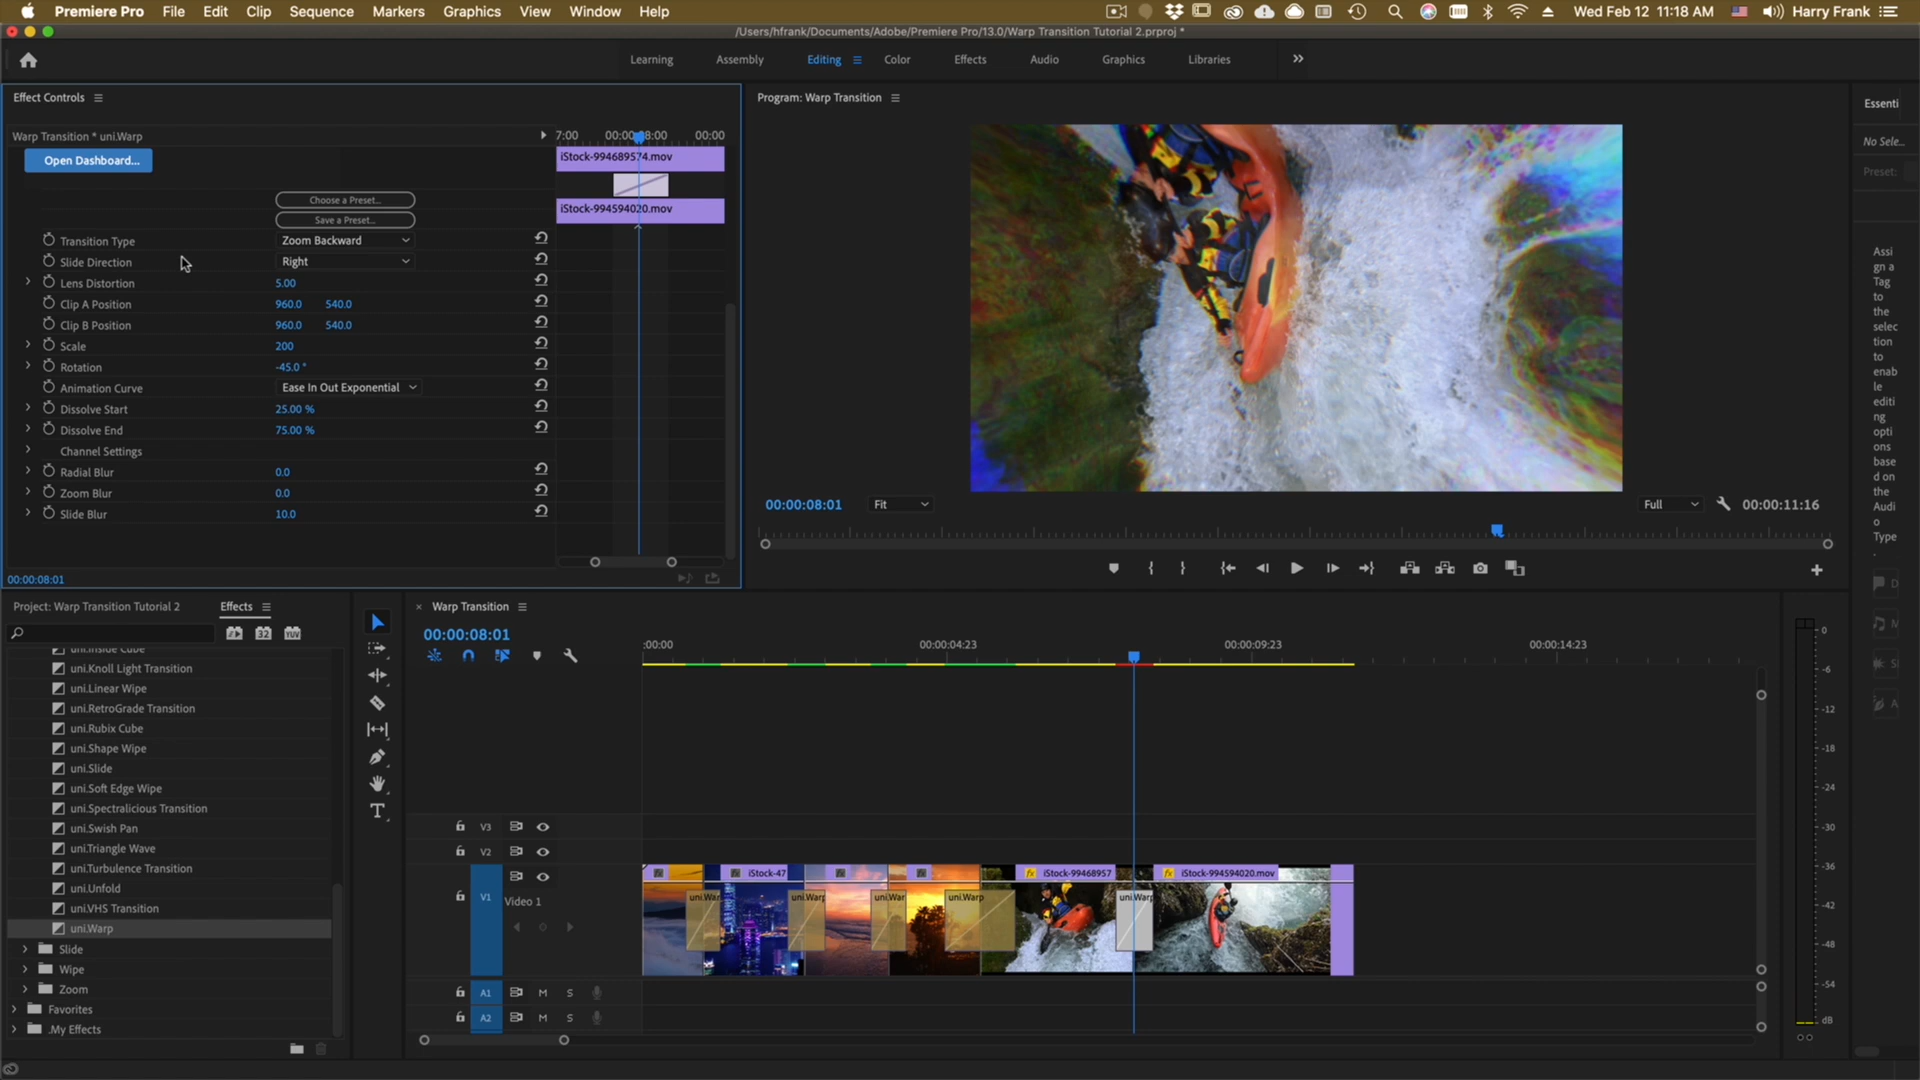 Premiere Pro File Edit Clip Sequence Markers Graphics View Window Help Wed Feb 12 11:18 AM Harry Frank
/Users/hfrank/Documents/Adobe/Premiere Pro/13.0/Warp Transition Tutorial 2.prproj *
Learning Assembly Editing Color Effects Audio Graphics Libraries
Effect Controls
Warp Transition * uni.Warp
Open Dashboard...
Choose a Preset...
Save a Preset...
Transition Type Zoom Backward
Slide Direction Right
Lens Distortion 5.00
Clip A Position 960.0 540.0
Clip B Position 960.0 540.0
Scale 200
Rotation -45.0 °
Animation Curve Ease In Out Exponential
Dissolve Start 25.00 %
Dissolve End 75.00 %
Channel Settings
Radial Blur 0.0
Zoom Blur 0.0
Slide Blur 10.0
00:00:08:01
7:00 00:00:08:00 00:00
iStock-994689574.mov
iStock-994594020.mov
Program: Warp Transition
00:00:08:01 Fit Full 00:00:11:16
Essenti
No Sele...
Preset:
Assi
gn a
Tag
to
the
selec
tion
to
enab
le
editi
ng
opti
ons
base
d on
the
Audi
o
Type
.
D
M
S
A
Project: Warp Transition Tutorial 2 Effects
32 YUV
uni.Inside Cube
uni.Knoll Light Transition
uni.Linear Wipe
uni.RetroGrade Transition
uni.Rubix Cube
uni.Shape Wipe
uni.Slide
uni.Soft Edge Wipe
uni.Spectralicious Transition
uni.Swish Pan
uni.Triangle Wave
uni.Turbulence Transition
uni.Unfold
uni.VHS Transition
uni.Warp
Slide
Wipe
Zoom
Favorites
.My Effects
Warp Transition
00:00:08:01
:00:00 00:00:04:23 00:00:09:23 00:00:14:23
V3
V2
V1
Video 1
fx fx iStock-47 fx fx fx iStock-99468957 fx iStock-994594020.mov
uni.Warp uni.Warp uni.War uni.Warp uni.Warp
A1 M S
A2 M S
0
-6
-12
-18
-24
-30
-36
-42
-48
-54
dB